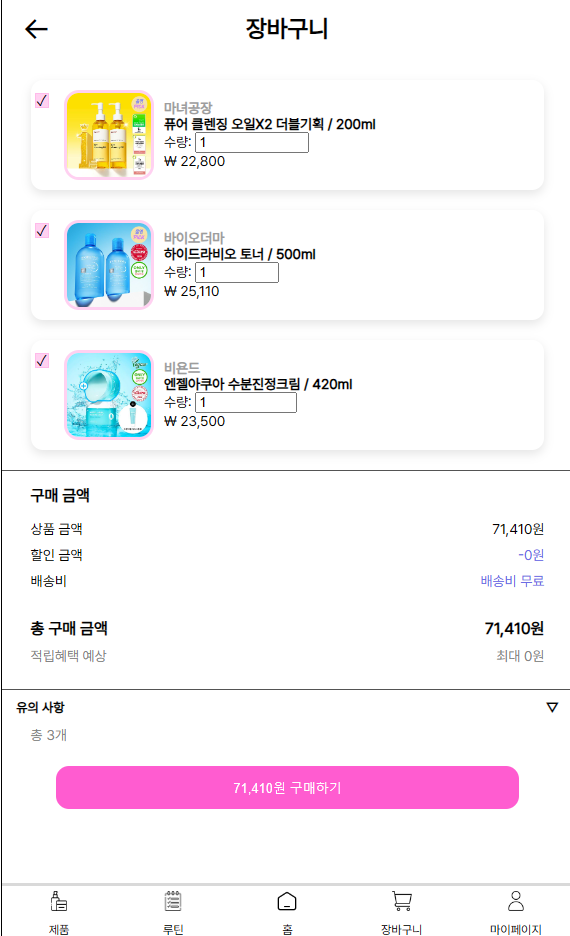 장바구니
마녀공장
퓨어 클렌징 오일X2 더블기획 / 200ml
수량: 1
₩ 22,800
바이오더마
하이드라비오 토너 / 500ml
수량: 1
₩ 25,110
비욘드
엔젤아쿠아 수분진정크림 / 420ml
수량: 1
₩ 23,500
구매 금액
상품 금액 71,410원
할인 금액 -0원
배송비 배송비 무료
총 구매 금액 71,410원
적립혜택 예상 최대 0원
유의 사항
총 3개
71,410원 구매하기
제품 루틴 홈 장바구니 마이페이지